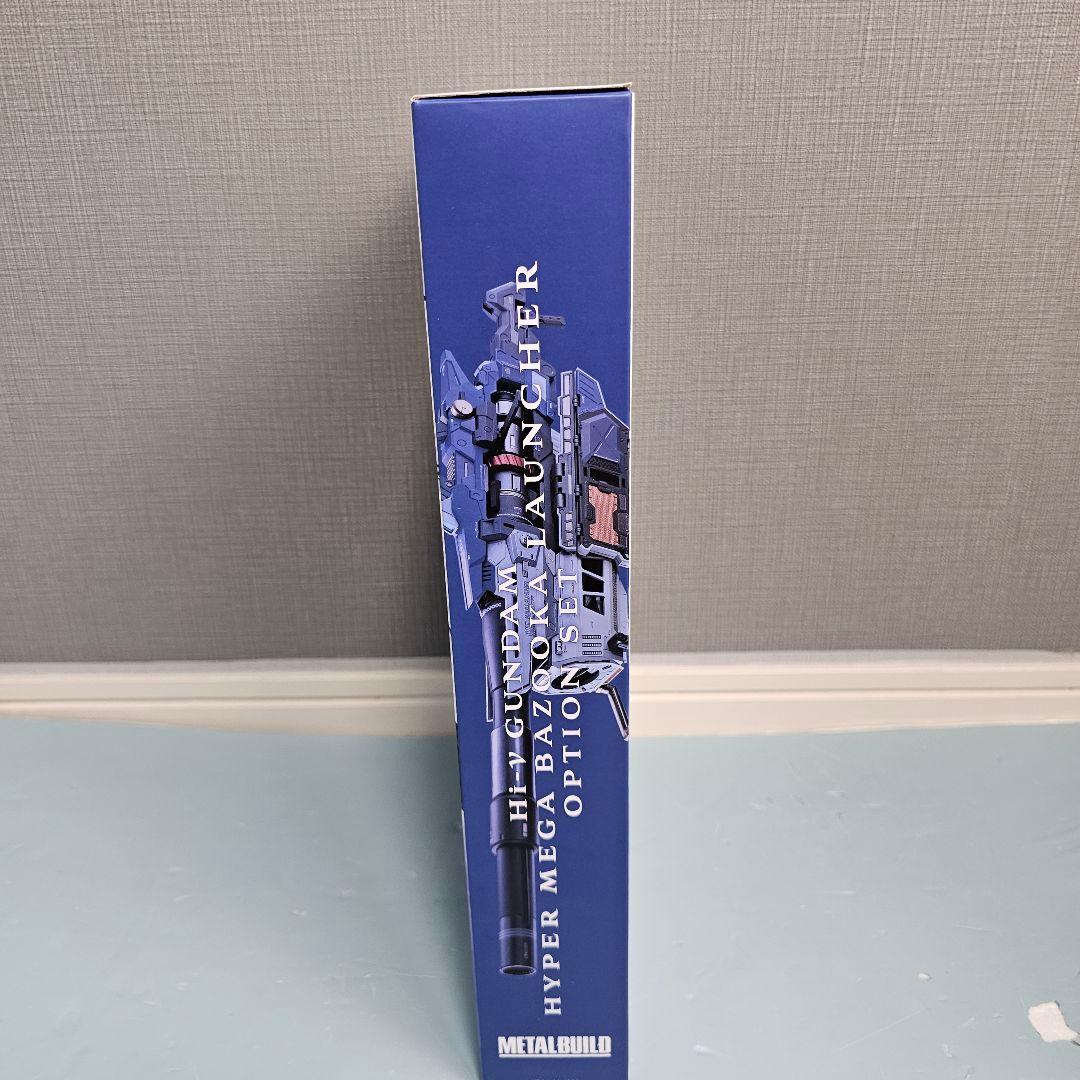 Hi-ν GUNDAM
HYPER MEGA BAZOOKA LAUNCHER
OPTION SET
METALBUILD